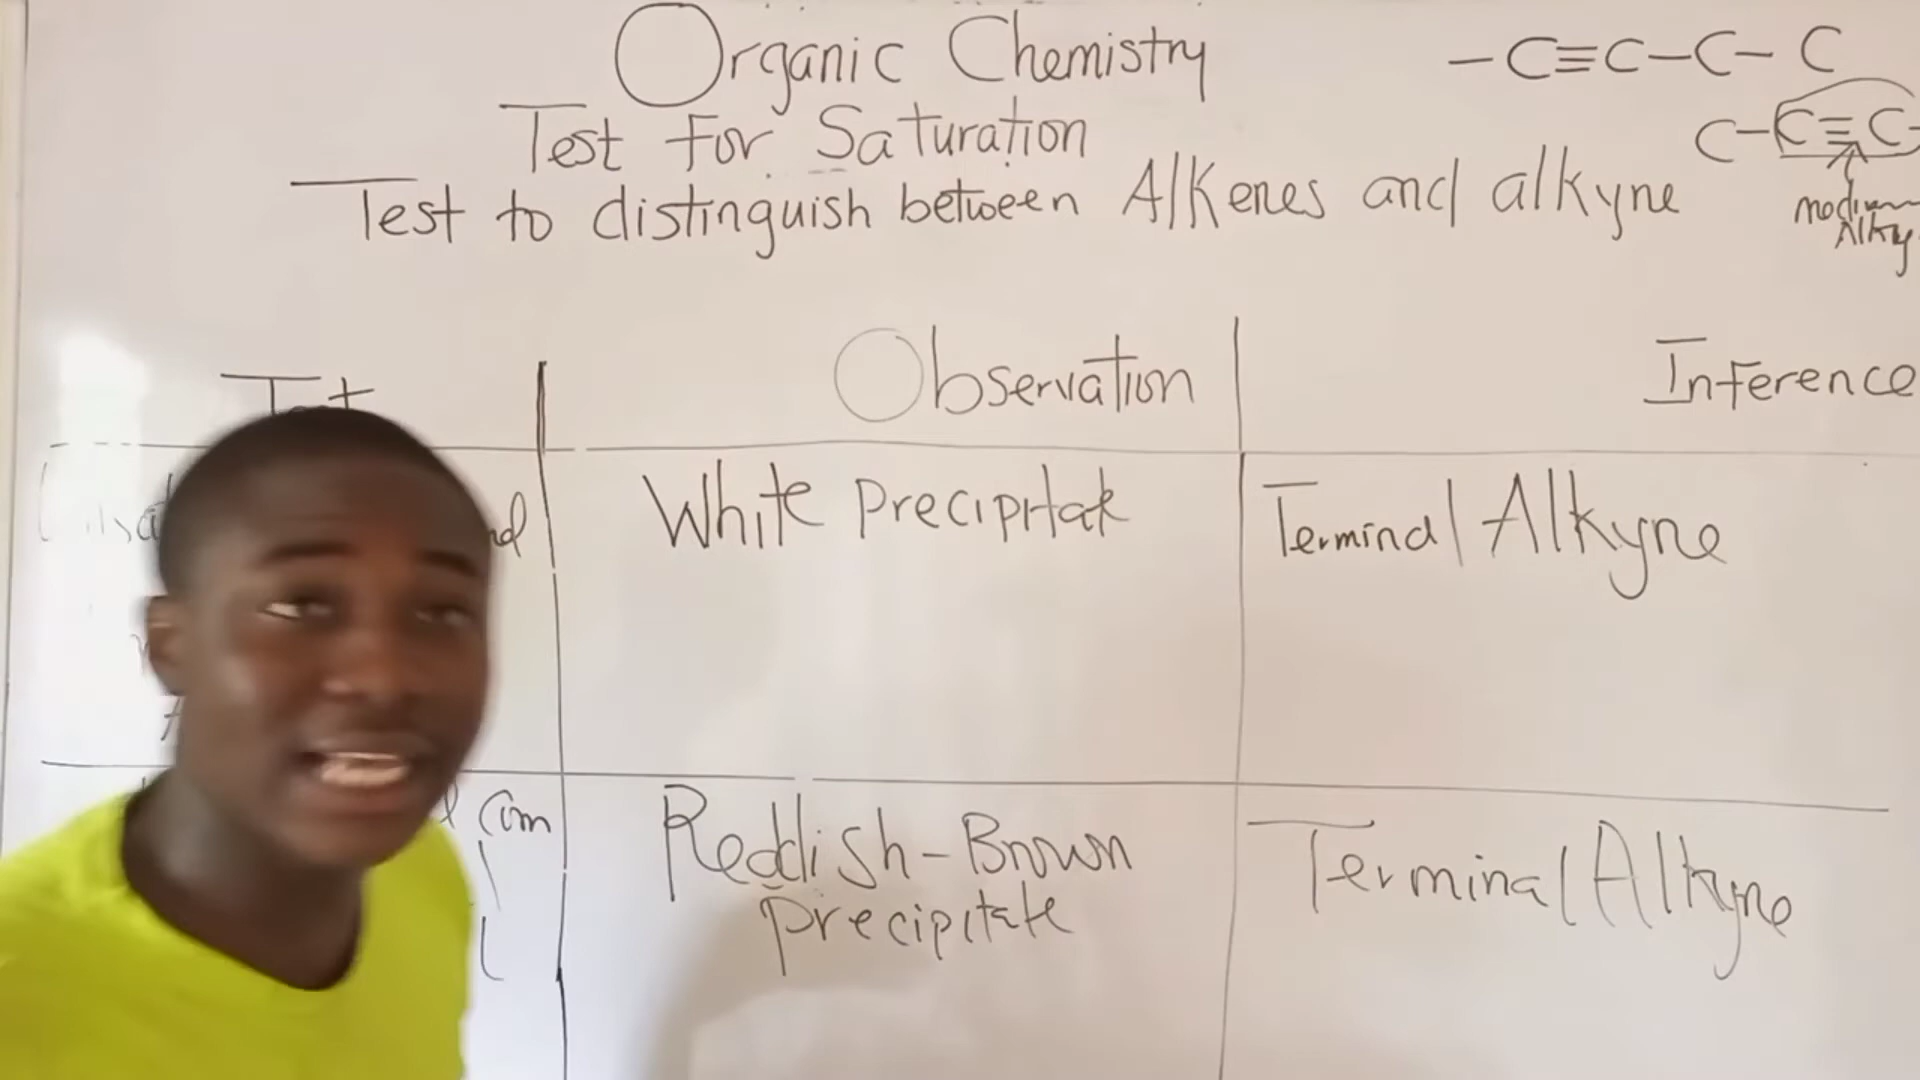 Organic Chemistry
Test For Saturation
Test to distinguish between Alkenes and alkyne
— C≡C—C— C
C—C≡C-
Observation
Inference
White precipitate
Terminal Alkyne
Com
Reddish-Brown
precipitate
Terminal Alkyne